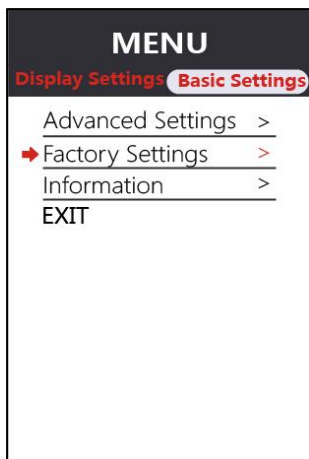 MENU
Display Settings Basic Settings
Advanced Settings >
Factory Settings >
Information >
EXIT